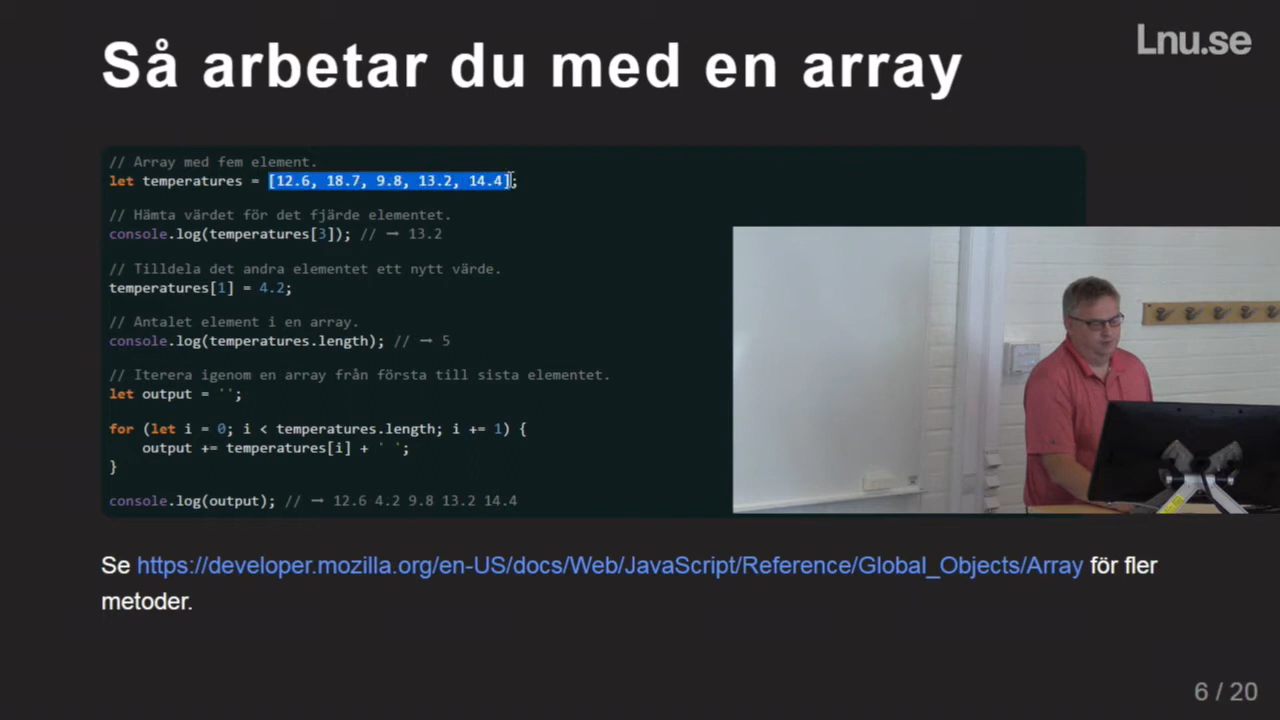 Lnu.se
Så arbetar du med en array
// Array med fem element.
let temperatures = [12.6, 18.7, 9.8, 13.2, 14.4];
// Hämta värdet för det fjärde elementet.
console.log(temperatures[3]); // → 13.2
// Tilldela det andra elementet ett nytt värde.
temperatures[1] = 4.2;
// Antalet element i en array.
console.log(temperatures.length); // → 5
// Iterera igenom en array från första till sista elementet.
let output = '';
for (let i = 0; i < temperatures.length; i += 1) {
output += temperatures[i] + ' ';
}
console.log(output); // → 12.6 4.2 9.8 13.2 14.4
Se https://developer.mozilla.org/en-US/docs/Web/JavaScript/Reference/Global_Objects/Array för fler
metoder.
6 / 20